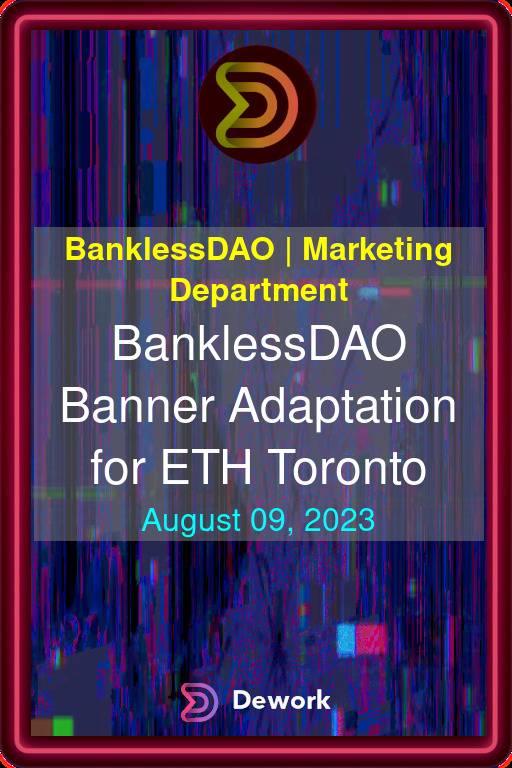 BanklessDAO | Marketing
Department
BanklessDAO
Banner Adaptation
for ETH Toronto
August 09, 2023
Dework